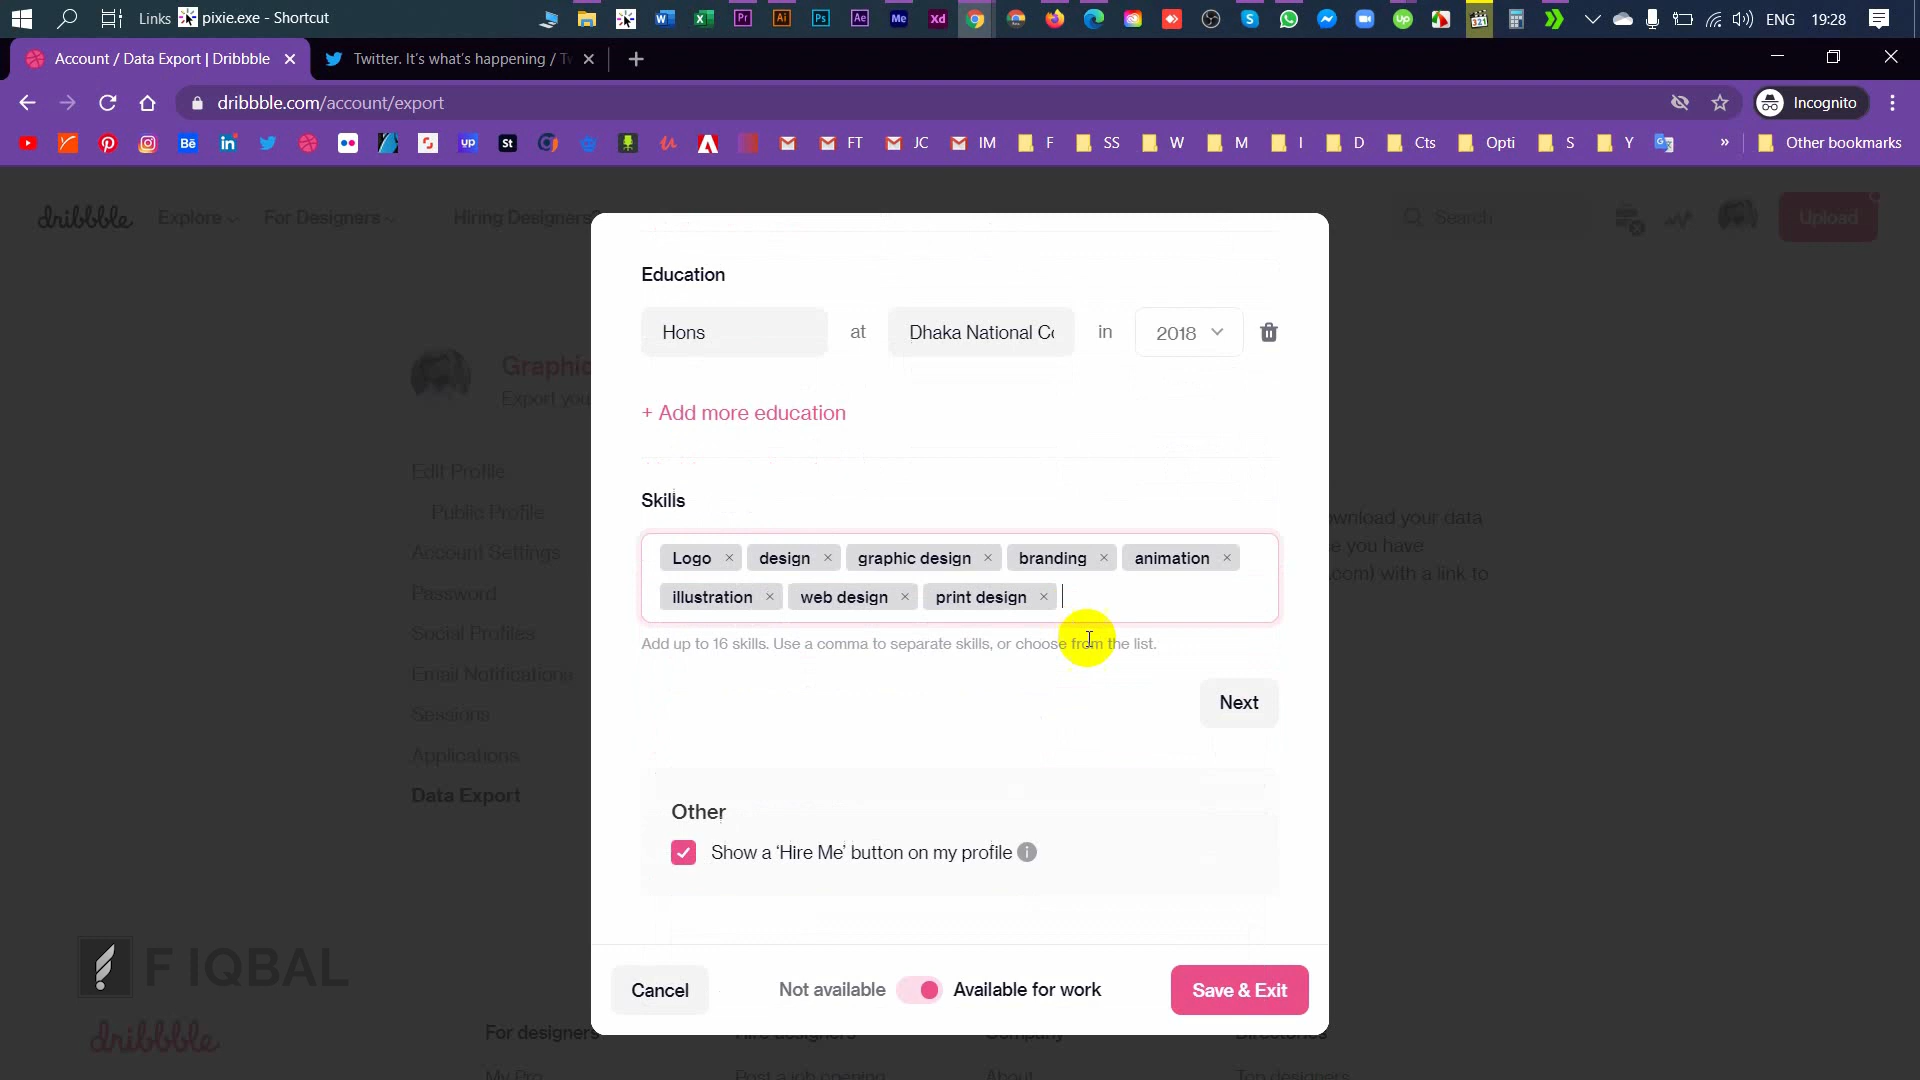 Links pixie.exe - Shortcut ENG 19:28
Account / Data Export | Dribbble Twitter. It's what's happening / Tw
dribbble.com/account/export Incognito
FT JC IM F SS W M I D Cts Opti S Y » Other bookmarks
dribbble Explore For Designers Hiring Designers? Search Upload
Education
Hons at Dhaka National Co in 2018
Graphic
Export you
+ Add more education
Edit Profile
Skills
Public Profile
wnload your data
Account Settings
e you have
Logo × design × graphic design × branding × animation ×
.com) with a link to
Password
illustration × web design × print design ×
Social Profiles
Add up to 16 skills. Use a comma to separate skills, or choose from the list.
Email Notifications
Next
Sessions
Applications
Data Export
Other
Show a ‘Hire Me’ button on my profile
F IQBAL
Cancel Not available Available for work Save & Exit
dribbble
For designers Hire designers Company Directories
My Pro Post a job opening About Top designers